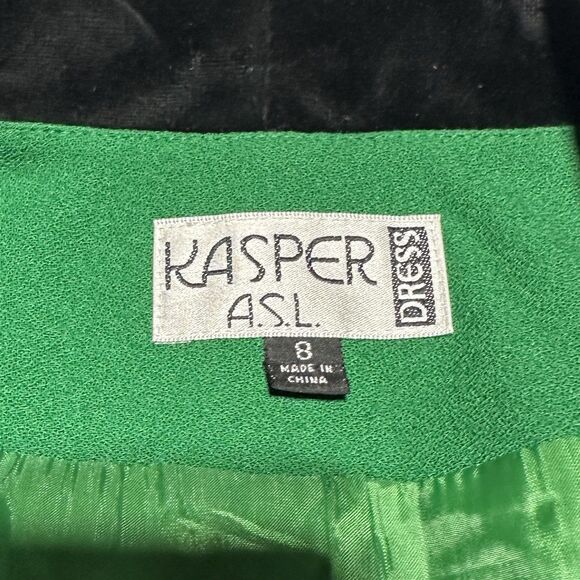 KASPER
A.S.L.
DRESS
8
MADE IN
CHINA